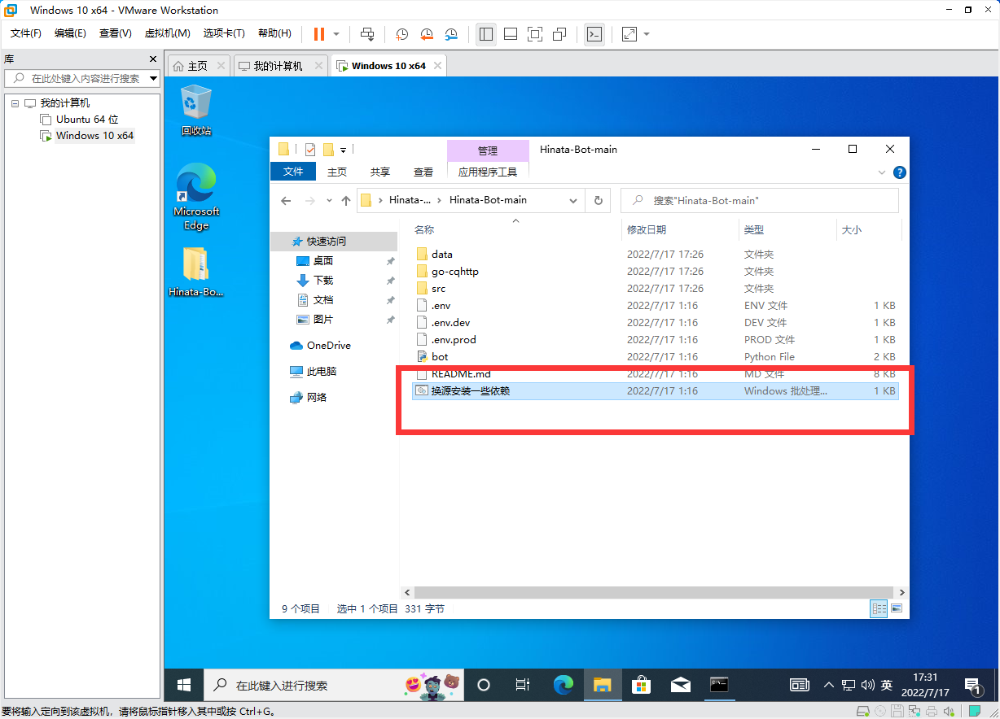 Windows 10 x64 - VMware Workstation
文件(F) 编辑(E) 查看(V) 虚拟机(M) 选项卡(T) 帮助(H)
库
在此处键入内容进行搜索
我的计算机
Ubuntu 64 位
Windows 10 x64
主页 我的计算机 Windows 10 x64
回收站
Microsoft
Edge
Hinata-Bo...
管理 Hinata-Bot-main
文件 主页 共享 查看 应用程序工具
Hinata-... Hinata-Bot-main 搜索"Hinata-Bot-main"
快速访问
桌面
下载
文档
图片
OneDrive
此电脑
网络
名称 修改日期 类型 大小
data 2022/7/17 17:26 文件夹
go-cqhttp 2022/7/17 17:26 文件夹
src 2022/7/17 17:26 文件夹
.env 2022/7/17 1:16 ENV 文件 1 KB
.env.dev 2022/7/17 1:16 DEV 文件 1 KB
.env.prod 2022/7/17 1:16 PROD 文件 1 KB
bot 2022/7/17 1:16 Python File 2 KB
README.md 2022/7/17 1:16 MD 文件 8 KB
换源安装一些依赖 2022/7/17 1:16 Windows 批处理... 1 KB
9 个项目 选中 1 个项目 331 字节
在此键入进行搜索
英 17:31
2022/7/17
1
要将输入定向到该虚拟机，请将鼠标指针移入其中或按 Ctrl+G。